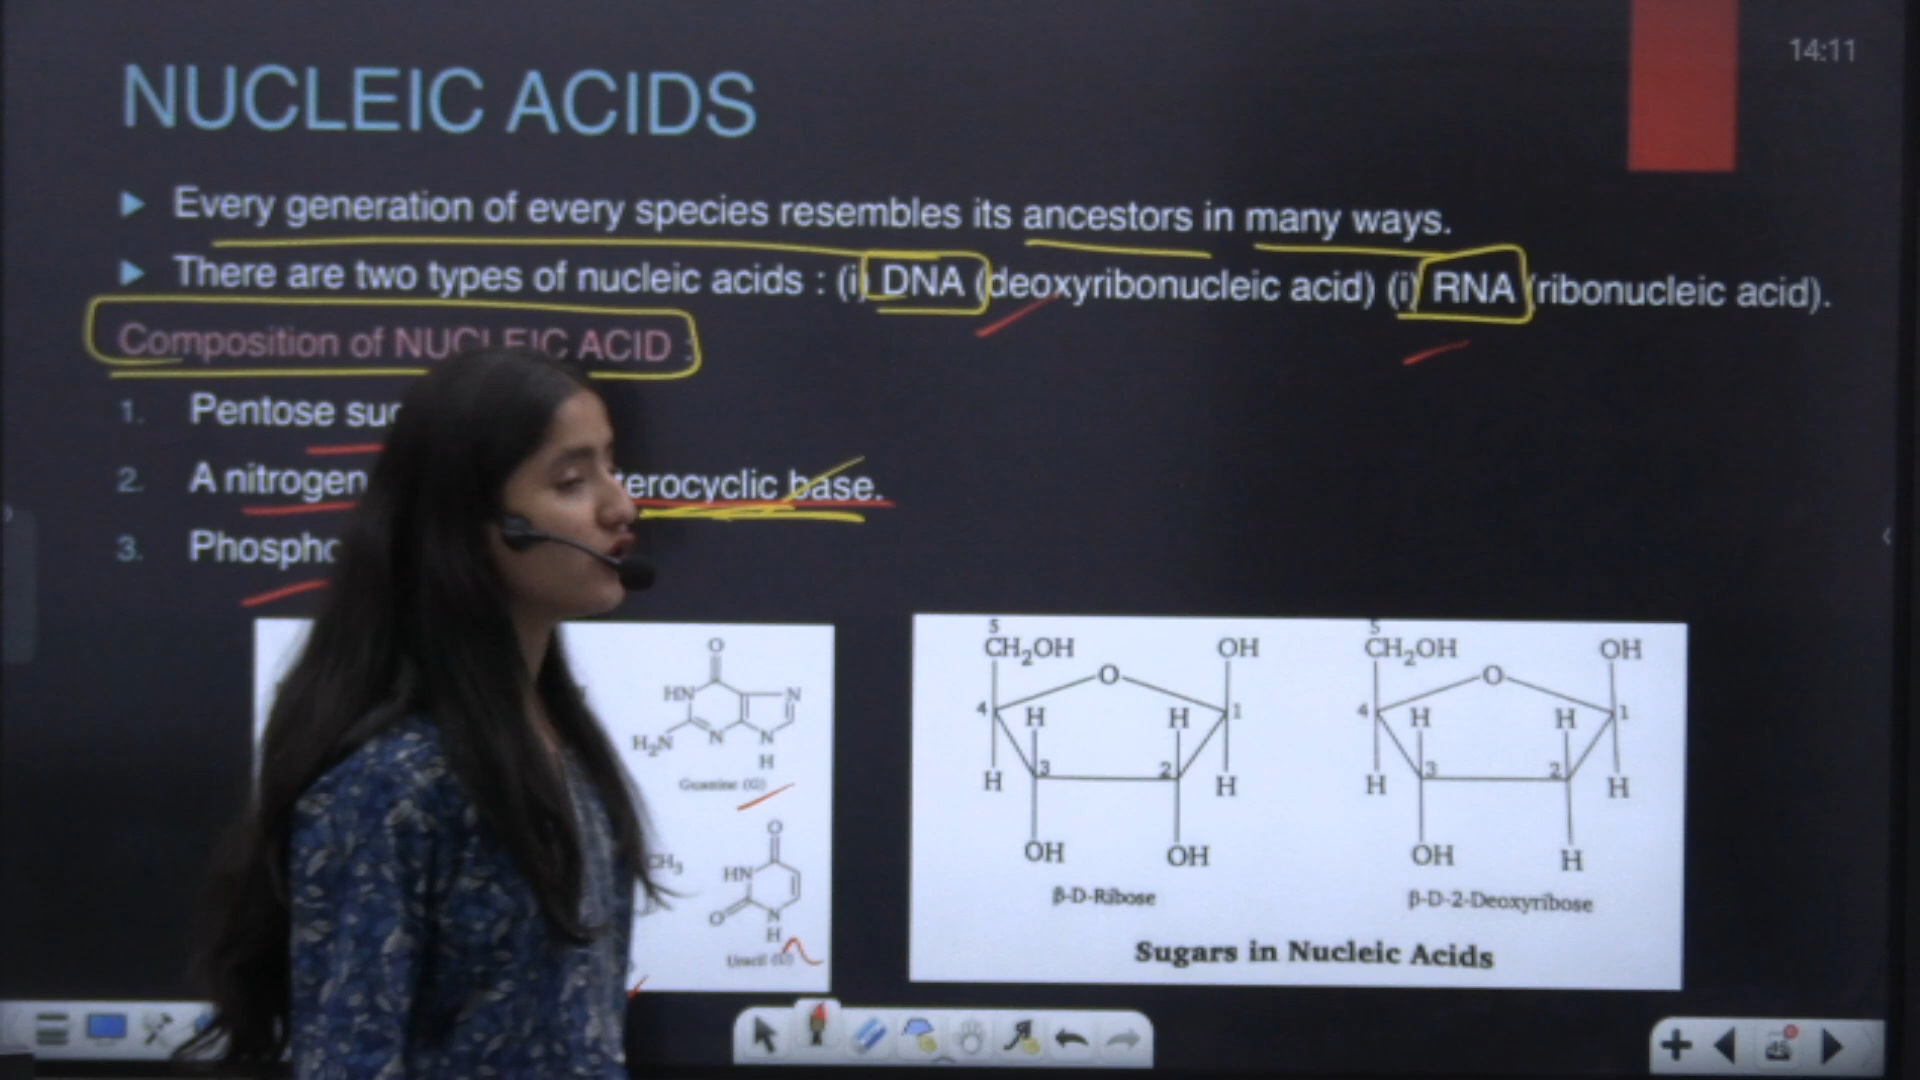 14:11
NUCLEIC ACIDS
Every generation of every species resembles its ancestors in many ways.
There are two types of nucleic acids : (i) DNA (deoxyribonucleic acid) (i) RNA (ribonucleic acid).
Composition of NUCLEIC ACID :
1. Pentose
2. A nitrogen base.
3.
O
HN N
H₂N N N
H
Guanine (G)
CH₃
O
HN
O N
H
Uracil (U)
5 CH₂OH O OH
4 H H 1
H 3 2 H
OH OH
β-D-Ribose
5 CH₂OH O OH
4 H H 1
H 3 2 H
OH H
β-D-2-Deoxyribose
Sugars in Nucleic Acids
45